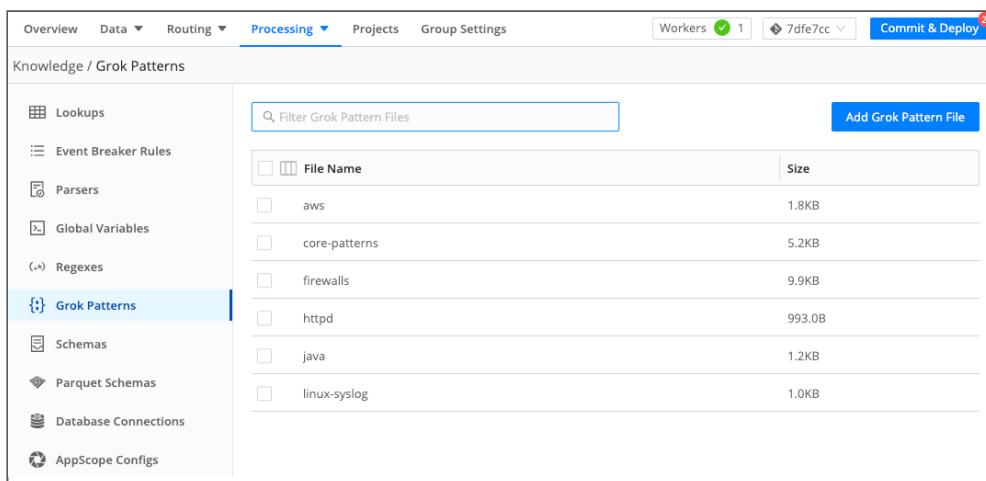 Overview Data Routing Processing Projects Group Settings Workers 1 7dfe7cc Commit & Deploy 2
Knowledge / Grok Patterns
Lookups
Event Breaker Rules
Parsers
Global Variables
Regexes
Grok Patterns
Schemas
Parquet Schemas
Database Connections
AppScope Configs
Filter Grok Pattern Files Add Grok Pattern File
File Name Size
aws 1.8KB
core-patterns 5.2KB
firewalls 9.9KB
httpd 993.0B
java 1.2KB
linux-syslog 1.0KB